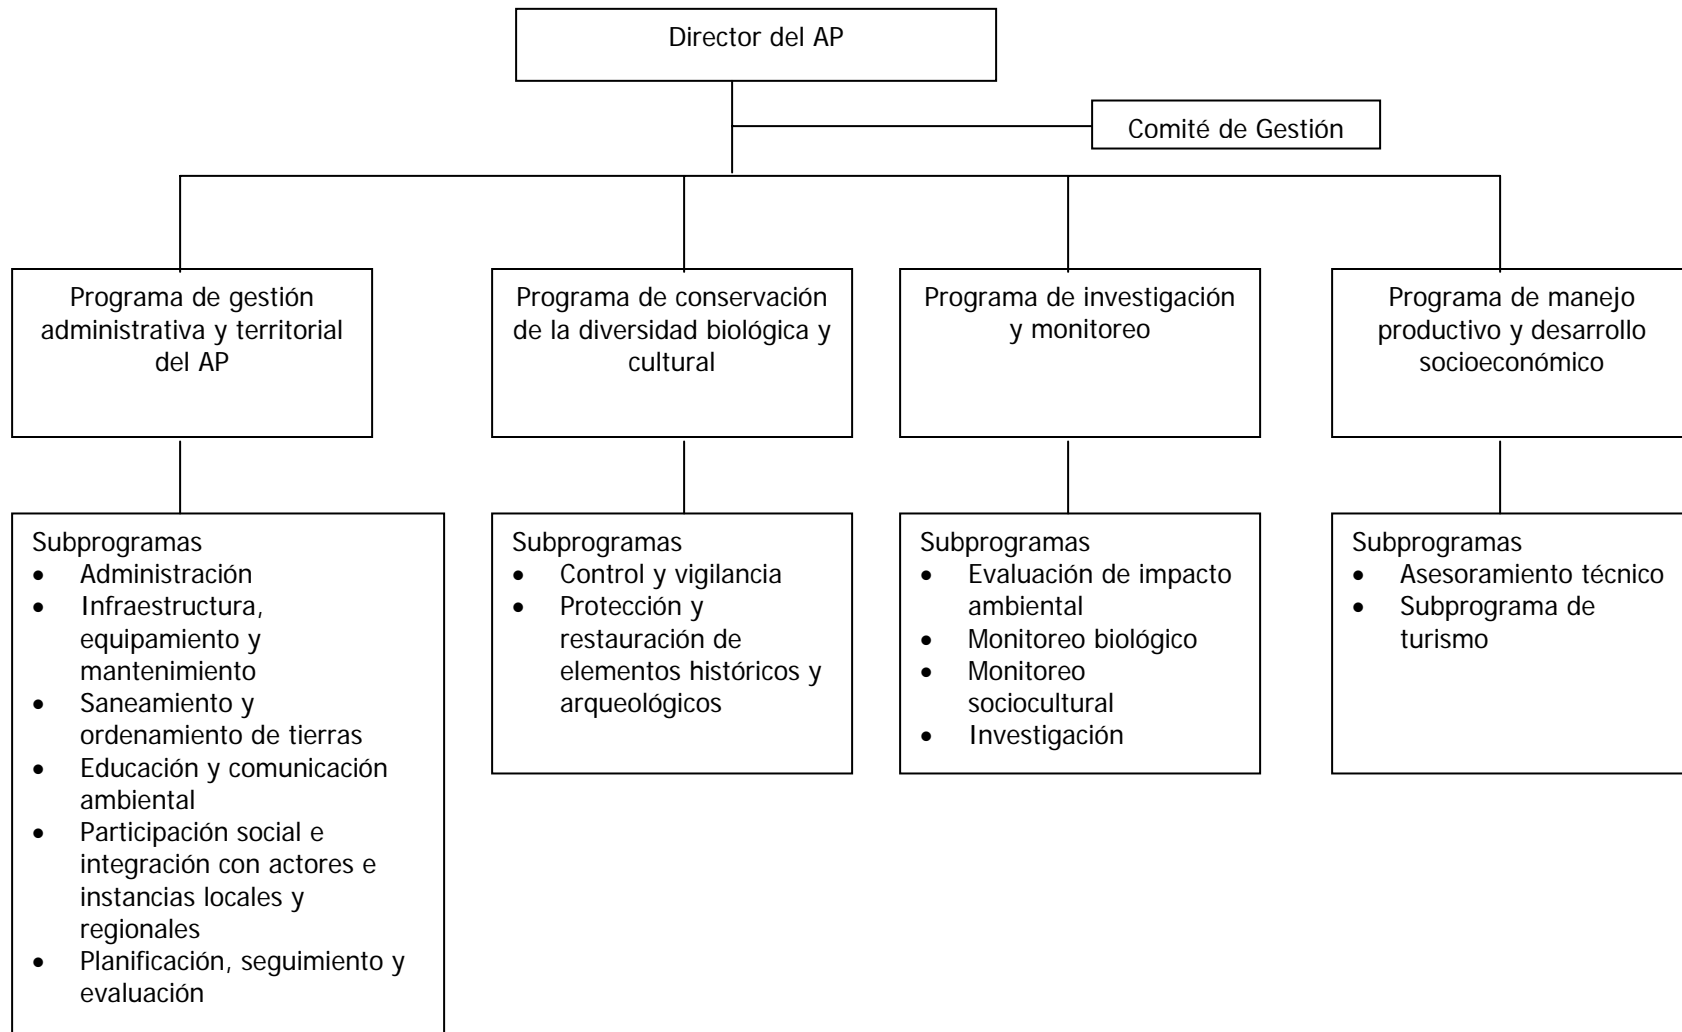 Director del AP
Comité de Gestión
Programa de gestión
administrativa y territorial
del AP
Programa de conservación
de la diversidad biológica y
cultural
Programa de investigación
y monitoreo
Programa de manejo
productivo y desarrollo
socioeconómico
Subprogramas
• Administración
• Infraestructura,
equipamiento y
mantenimiento
• Saneamiento y
ordenamiento de tierras
• Educación y comunicación
ambiental
• Participación social e
integración con actores e
instancias locales y
regionales
• Planificación, seguimiento y
evaluación
Subprogramas
• Control y vigilancia
• Protección y
restauración de
elementos históricos y
arqueológicos
Subprogramas
• Evaluación de impacto
ambiental
• Monitoreo biológico
• Monitoreo
sociocultural
• Investigación
Subprogramas
• Asesoramiento técnico
• Subprograma de
turismo